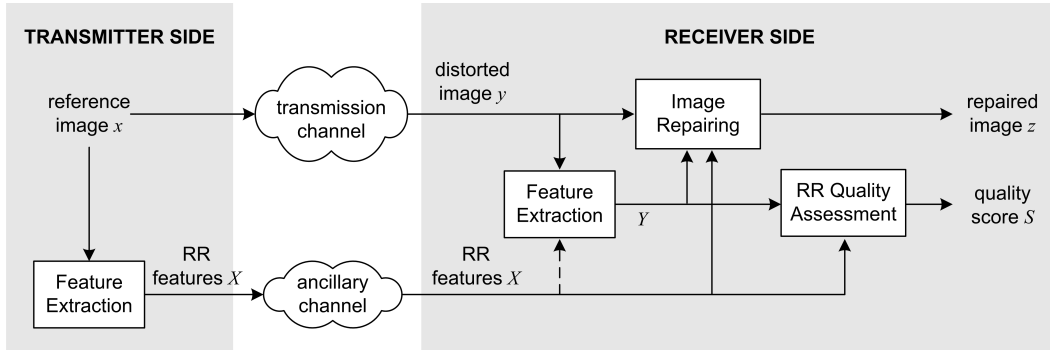 TRANSMITTER SIDE
RECEIVER SIDE
reference
image x
transmission
channel
distorted
image y
Image
Repairing
repaired
image z
Feature
Extraction
Y
RR Quality
Assessment
quality
score S
Feature
Extraction
RR
features X
ancillary
channel
RR
features X